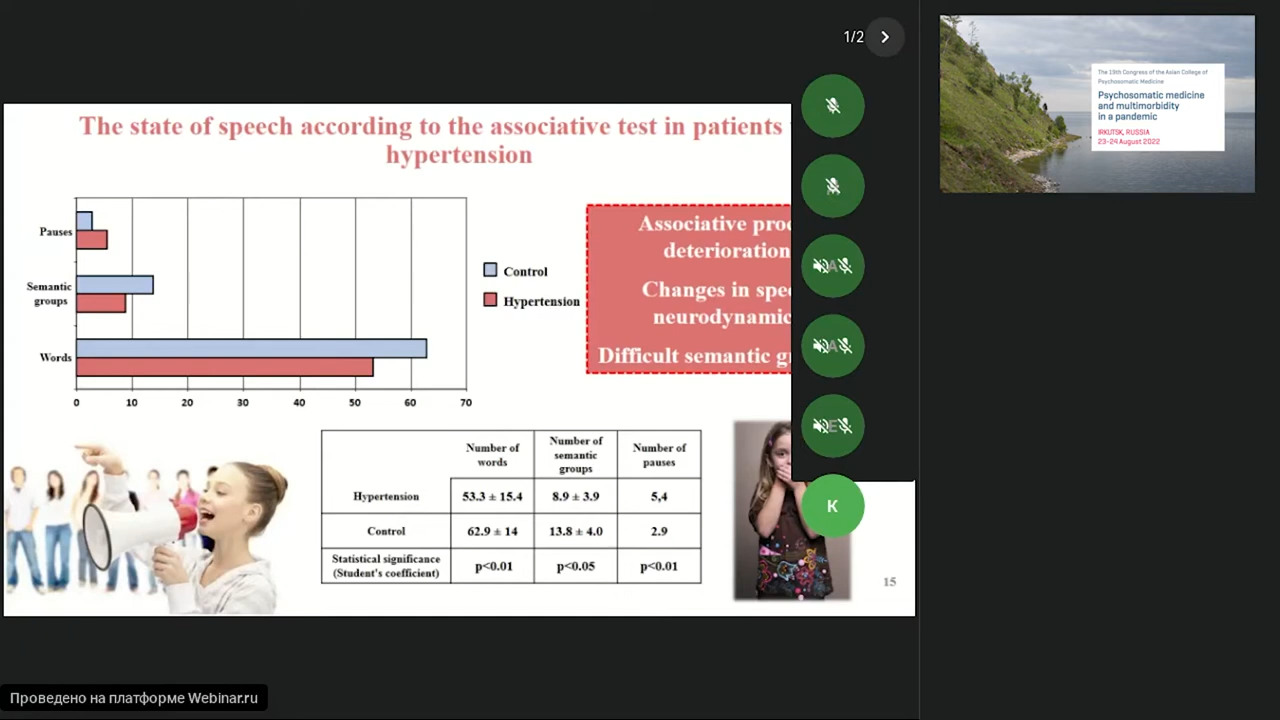 1/2
The state of speech according to the associative test in patients
hypertension
Pauses
Semantic
groups
Words
0 10 20 30 40 50 60 70
Control
Hypertension
Associative
deterioration
Changes in
neurodynamic
Difficult semantic
Number of
words
Number of
semantic
groups
Number of
pauses
Hypertension 53.3 ± 15.4 8.9 ± 3.9 5,4
Control 62.9 ± 14 13.8 ± 4.0 2.9
Statistical significance
(Student's coefficient)
p<0.01 p<0.05 p<0.01
15
A
A
E
K
The 19th Congress of the Asian College of
Psychosomatic Medicine
Psychosomatic medicine
and multimorbidity
in a pandemic
IRKUTSK, RUSSIA
23-24 August 2022
Проведено на платформе Webinar.ru